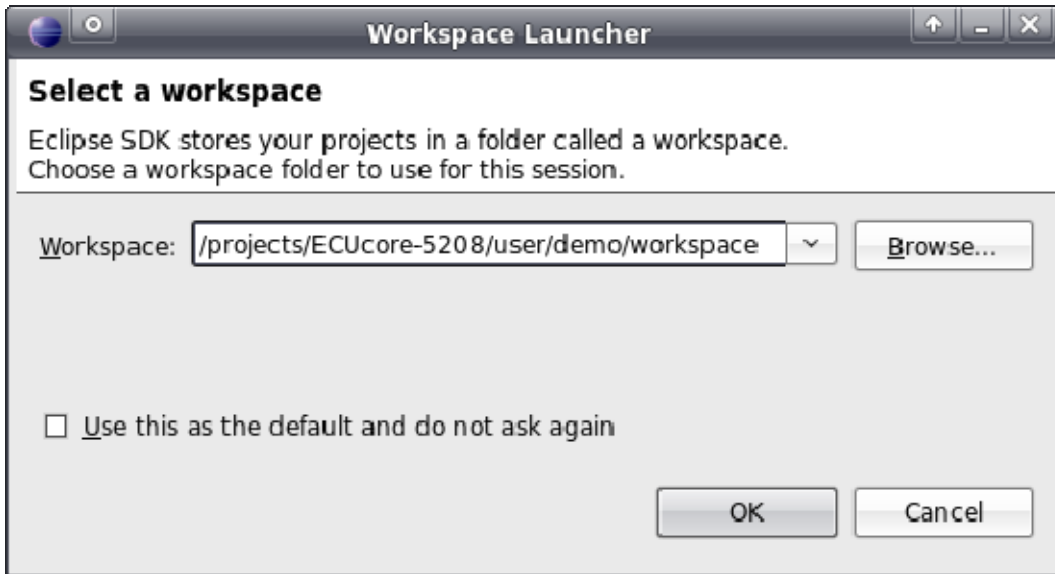 Workspace Launcher
Select a workspace
Eclipse SDK stores your projects in a folder called a workspace.
Choose a workspace folder to use for this session.
Workspace: /projects/ECUcore-5208/user/demo/workspace Browse...
Use this as the default and do not ask again
OK Cancel